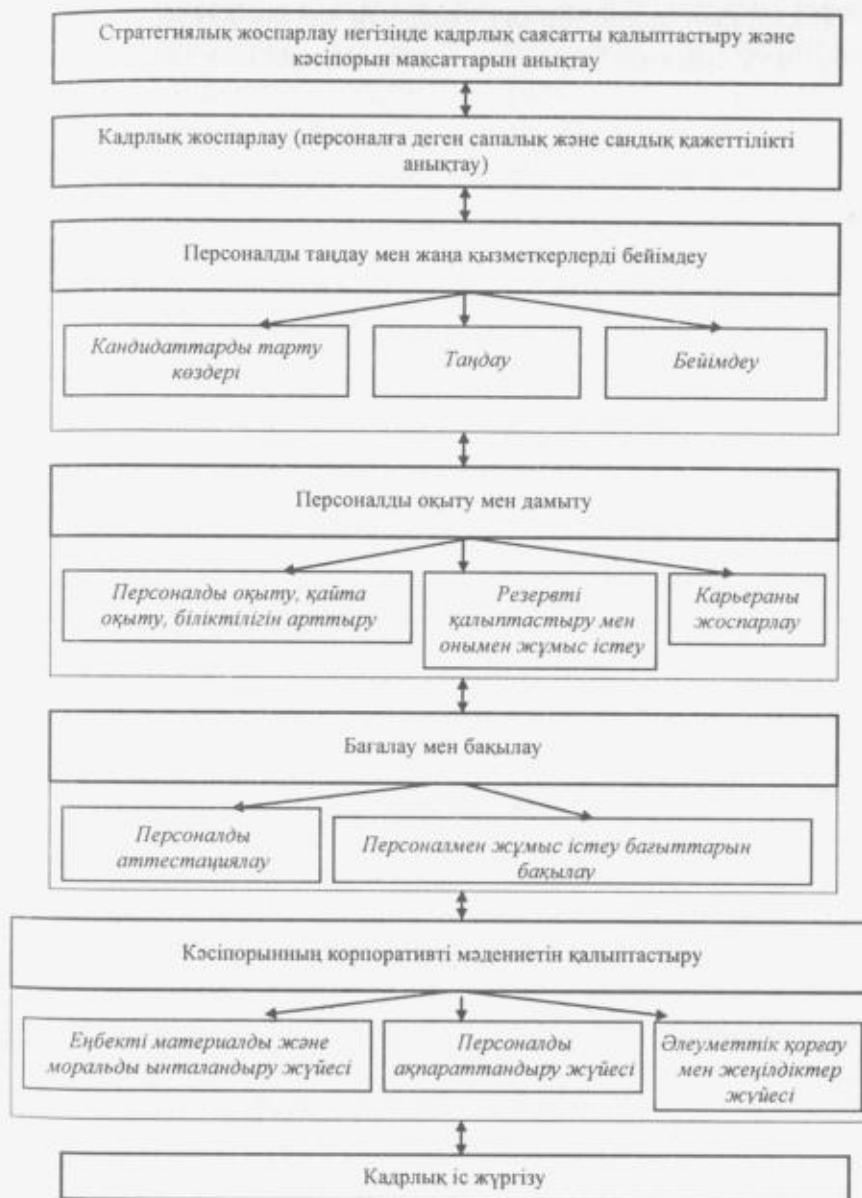 Стратегиялық жоспарлау негізінде кадрлық саясатты қалыптастыру және
кәсіпорын мақсаттарын анықтау
Кадрлық жоспарлау (персоналға деген сапалық және сандық қажеттілікті
анықтау)
Персоналды таңдау мен жаңа қызметкерлерді бейімдеу
Кандидаттарды тарту
көздері
Таңдау
Бейімдеу
Персоналды оқыту мен дамыту
Персоналды оқыту, қайта
оқыту, біліктілігін арттыру
Резервті
қалыптастыру мен
онымен жұмыс істеу
Карьераны
жоспарлау
Бағалау мен бақылау
Персоналды
аттестациялау
Персоналмен жұмыс істеу бағыттарын
бақылау
Кәсіпорынның корпоративті мәдениетін қалыптастыру
Еңбекті материалды және
моральды ынталандыру жүйесі
Персоналды
ақпараттандыру жүйесі
Әлеуметтік қорғау
мен жеңілдіктер
жүйесі
Кадрлық іс жүргізу